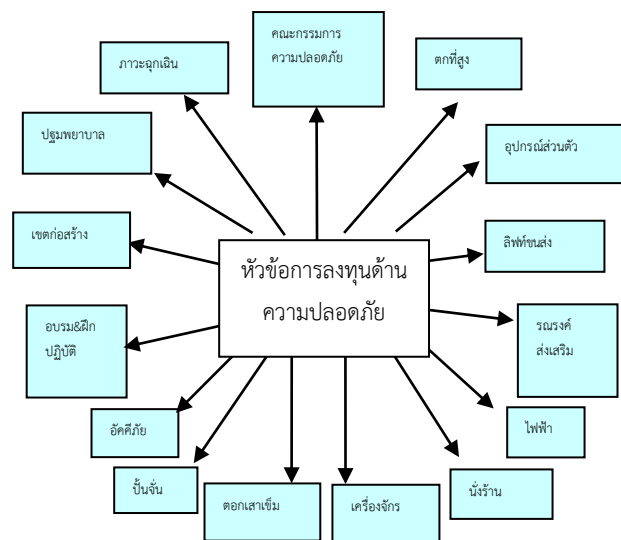 คณะกรรมการ
ความปลอดภัย
ตกที่สูง
ภาวะฉุกเฉิน
ปฐมพยาบาล
อุปกรณ์ส่วนตัว
เขตก่อสร้าง
ลิฟท์ขนส่ง
หัวข้อการลงทุนด้าน
ความปลอดภัย
อบรม&ฝึก
ปฏิบัติ
รณรงค์
ส่งเสริม
อัคคีภัย
ไฟฟ้า
ปั้นจั่น
ตอกเสาเข็ม
เครื่องจักร
นั่งร้าน